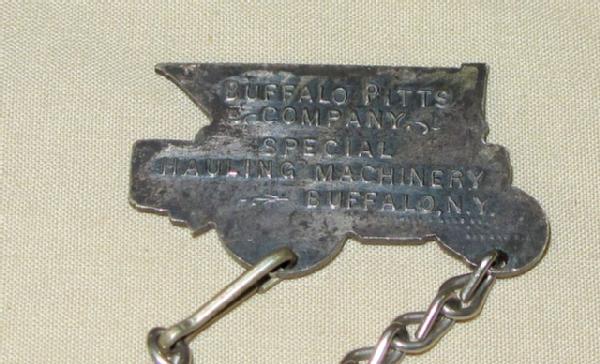 BUFFALO PITTS
COMPANY.
SPECIAL
HAULING MACHINERY
BUFFALO, N.Y.